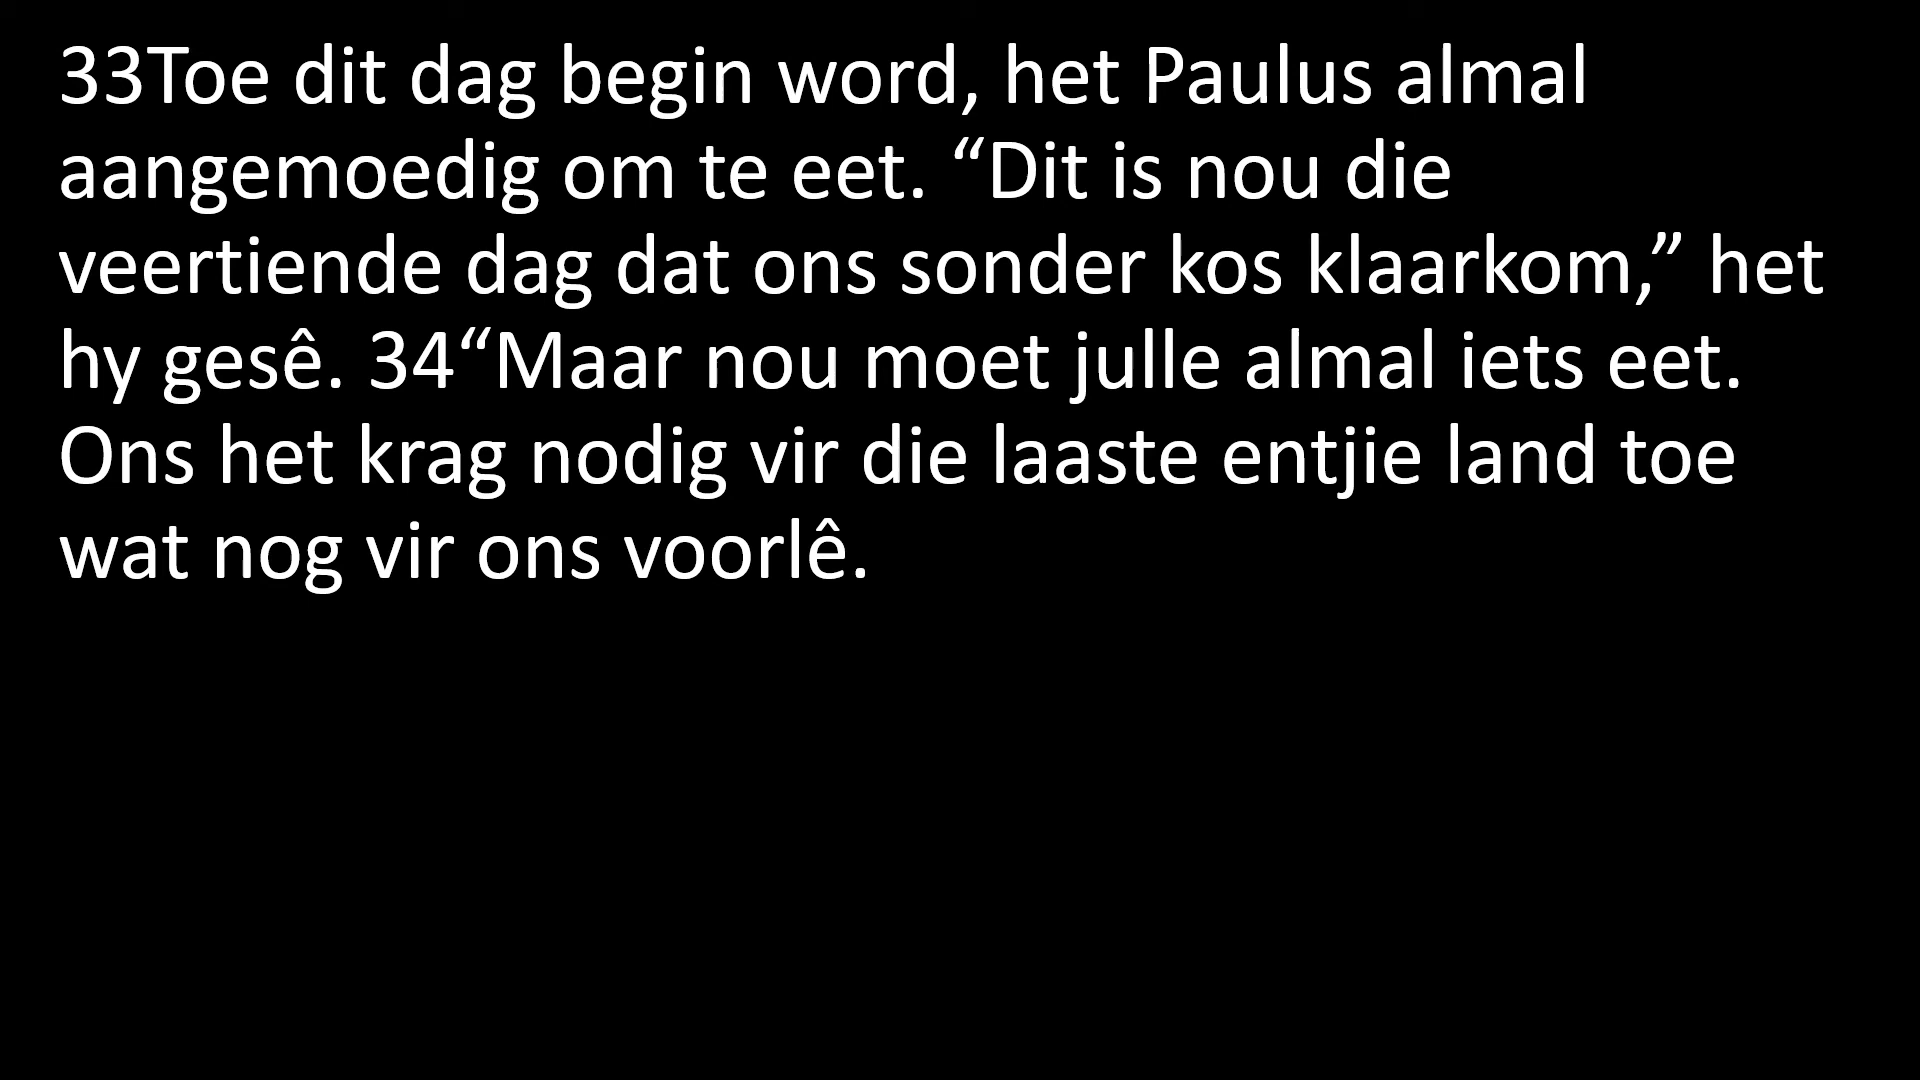 33Toe dit dag begin word, het Paulus almal
aangemoedig om te eet. “Dit is nou die
veertiende dag dat ons sonder kos klaarkom,” het
hy gesê. 34“Maar nou moet julle almal iets eet.
Ons het krag nodig vir die laaste entjie land toe
wat nog vir ons voorlê.